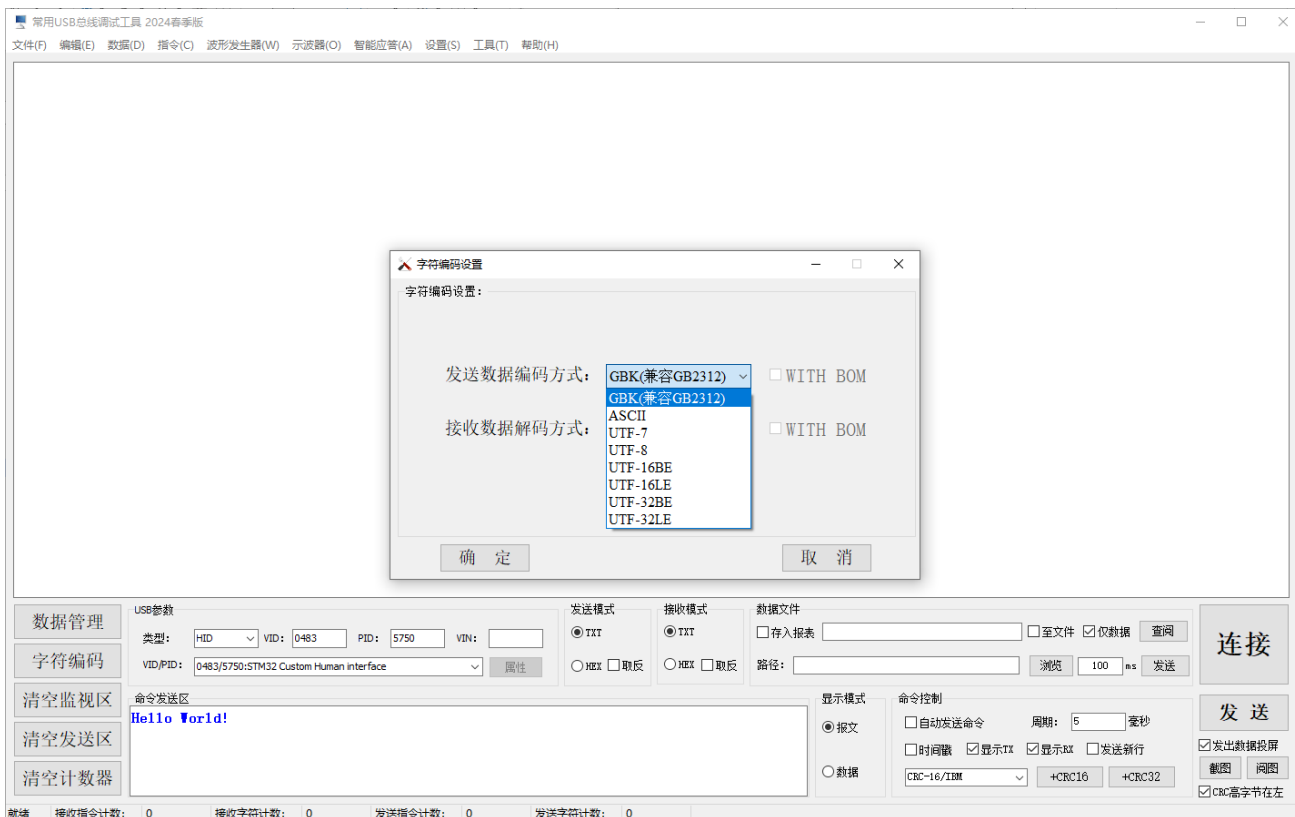 常用USB总线调试工具 2024春季版
文件(F) 编辑(E) 数据(D) 指令(C) 波形发生器(W) 示波器(O) 智能应答(A) 设置(S) 工具(T) 帮助(H)
字符编码设置
字符编码设置:
发送数据编码方式: GBK(兼容GB2312) WITH BOM
GBK(兼容GB2312)
ASCII
接收数据解码方式: UTF-7 WITH BOM
UTF-8
UTF-16BE
UTF-16LE
UTF-32BE
UTF-32LE
确 定 取 消
数据管理
字符编码
清空监视区
清空发送区
清空计数器
USB参数
类型: HID VID: 0483 PID: 5750 VIN:
VID/PID: 0483/5750:STM32 Custom Human interface 属性
发送模式
TXT
HEX 取反
接收模式
TXT
HEX 取反
数据文件
存入报表 至文件 仅数据 查阅
路径: 浏览 100 ms 发送
连接
命令发送区
Hello World!
显示模式
报文
数据
命令控制
自动发送命令 周期: 5 毫秒
时间戳 显示TX 显示RX 发送新行
CRC-16/IBM +CRC16 +CRC32
发 送
发出数据投屏
截图 阅图
CRC高字节在左
就绪 接收指令计数: 0 接收字符计数: 0 发送指令计数: 0 发送字符计数: 0